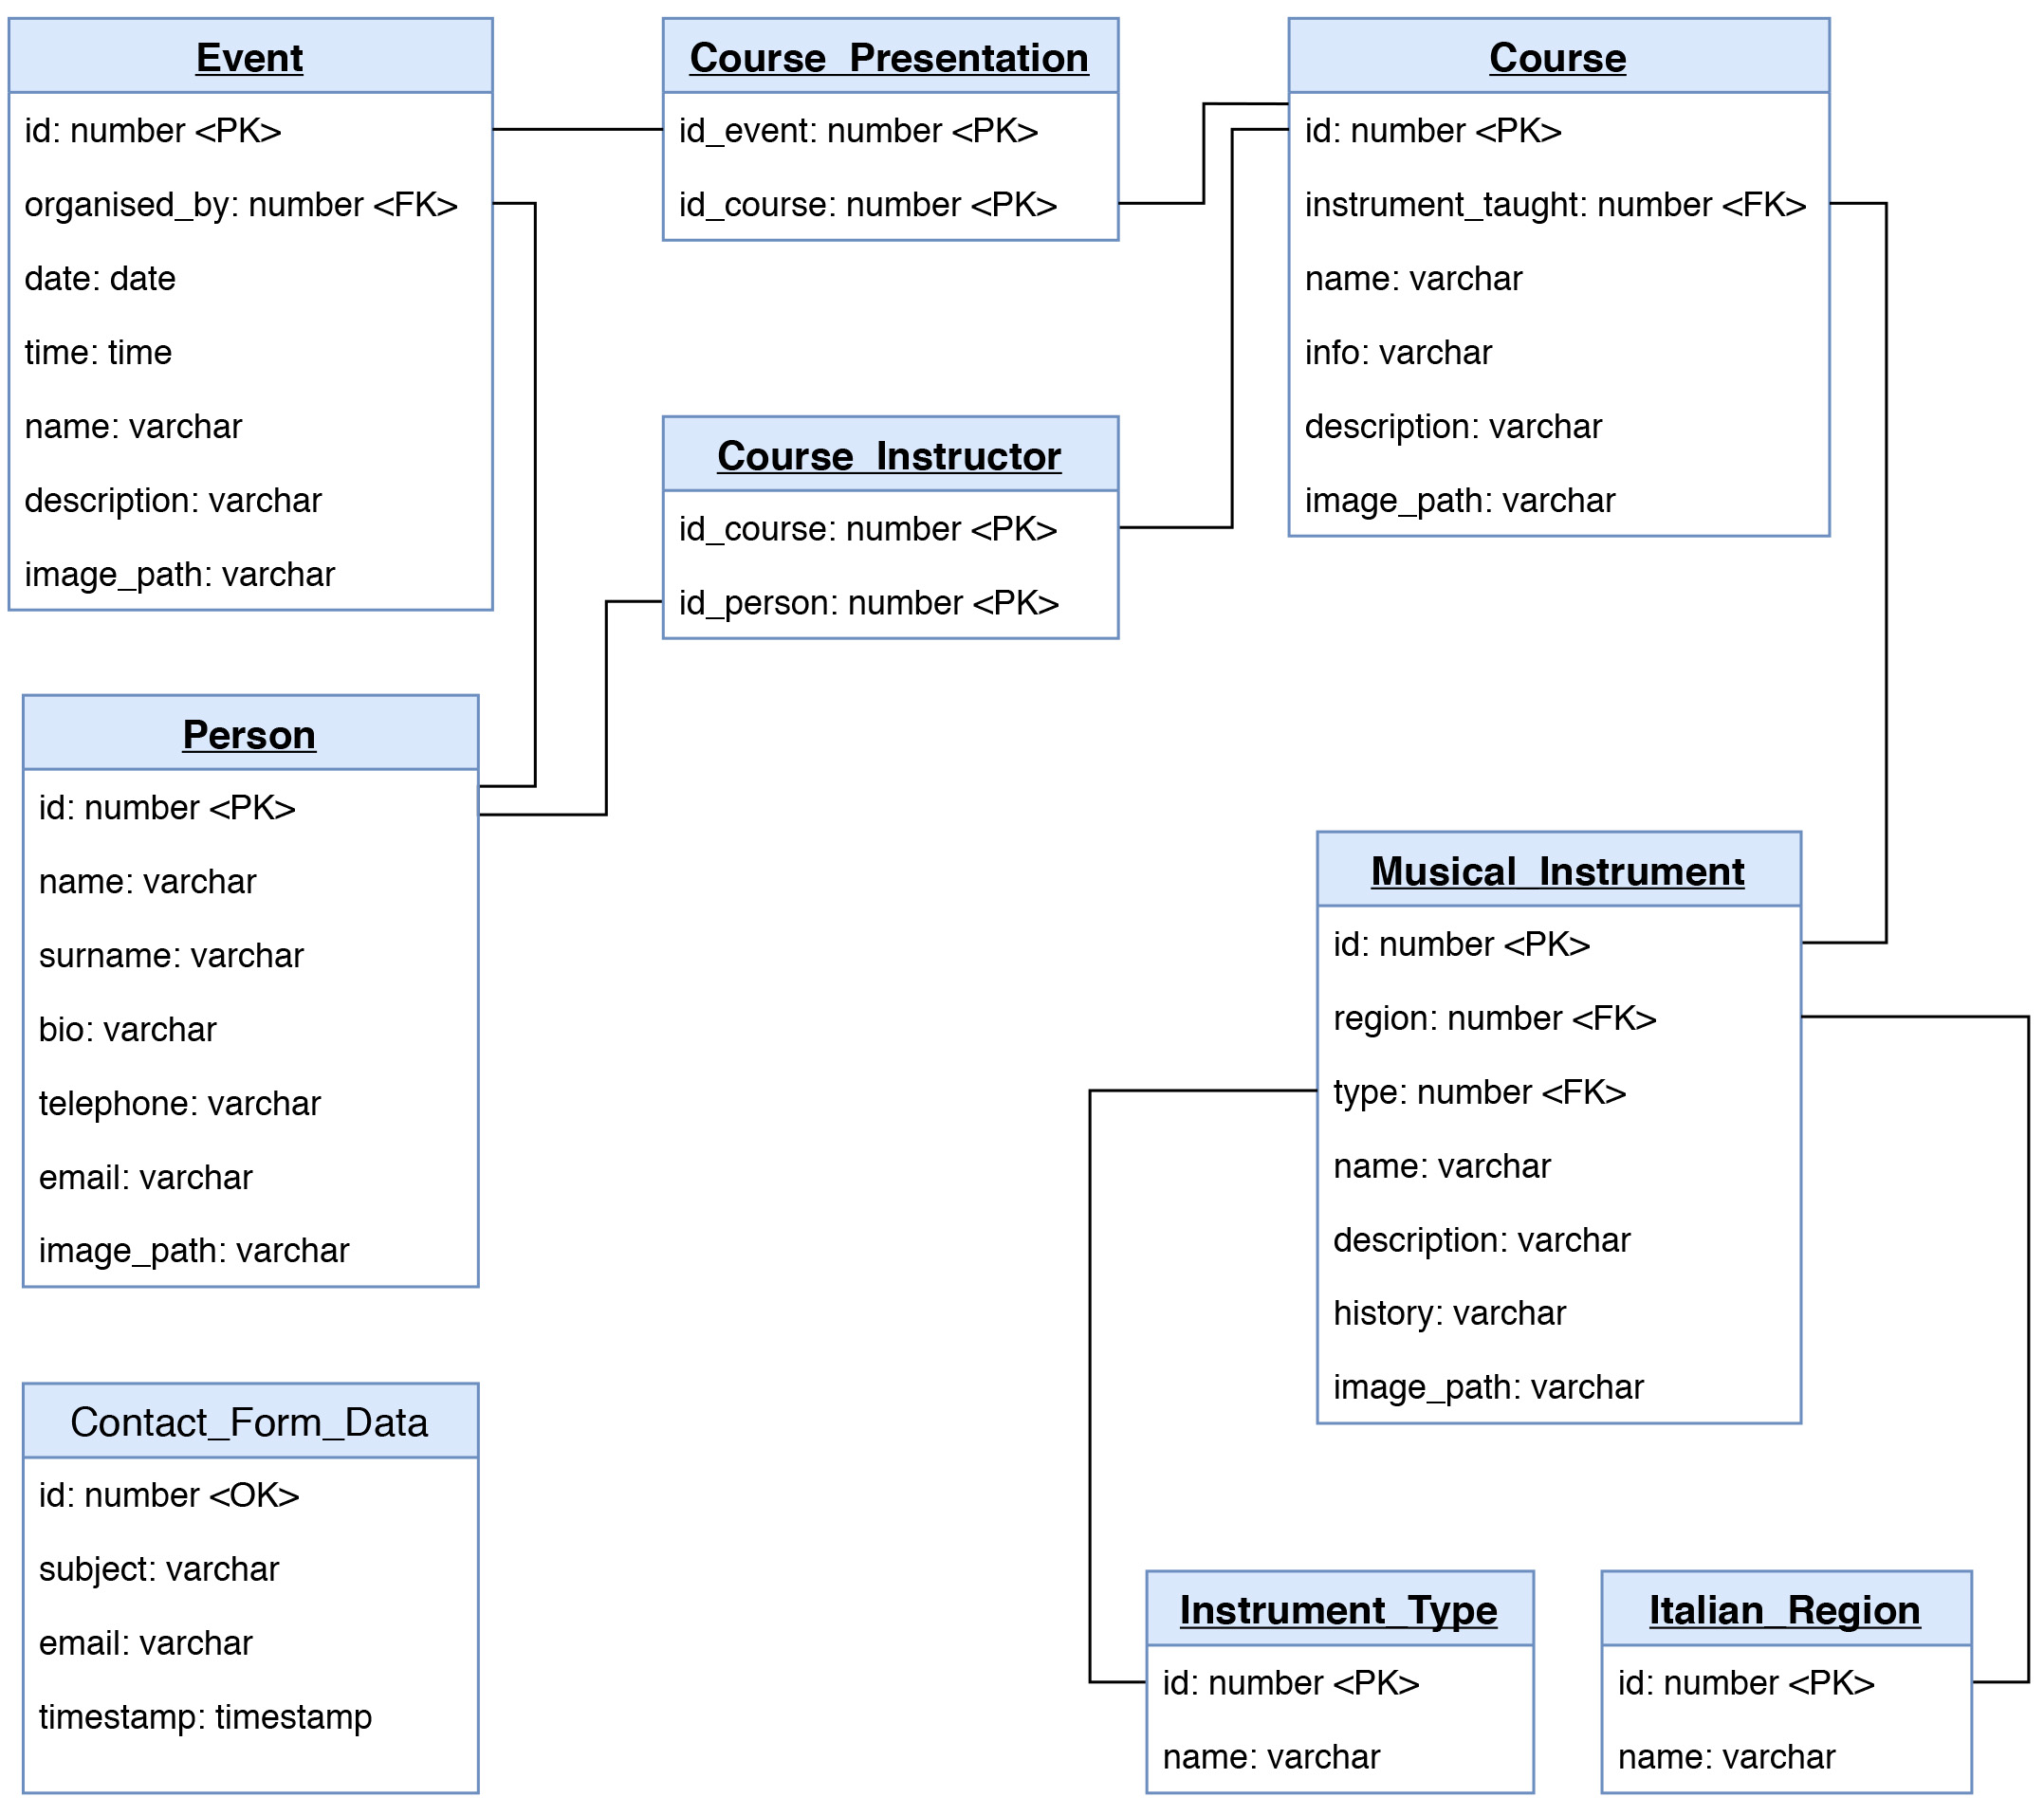 Event
id: number <PK>
organised_by: number <FK>
date: date
time: time
name: varchar
description: varchar
image_path: varchar
Course_Presentation
id_event: number <PK>
id_course: number <PK>
Course
id: number <PK>
instrument_taught: number <FK>
name: varchar
info: varchar
description: varchar
image_path: varchar
Course_Instructor
id_course: number <PK>
id_person: number <PK>
Person
id: number <PK>
name: varchar
surname: varchar
bio: varchar
telephone: varchar
email: varchar
image_path: varchar
Musical_Instrument
id: number <PK>
region: number <FK>
type: number <FK>
name: varchar
description: varchar
history: varchar
image_path: varchar
Contact_Form_Data
id: number <OK>
subject: varchar
email: varchar
timestamp: timestamp
Instrument_Type
id: number <PK>
name: varchar
Italian_Region
id: number <PK>
name: varchar